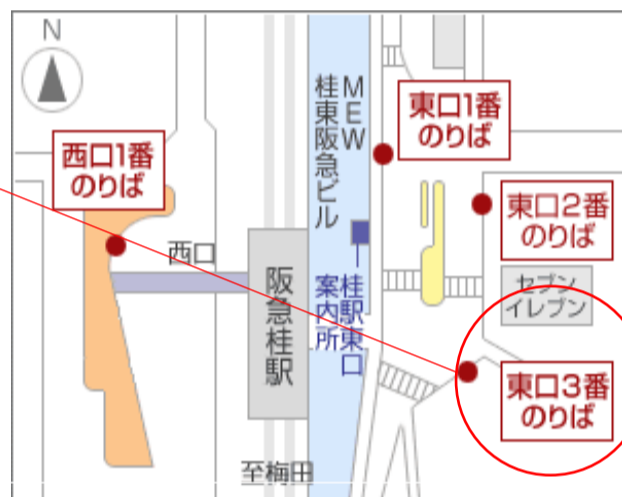 N
西口1番
のりば
西口
阪急桂駅
至梅田
MEW
桂東阪急ビル
桂駅東口
案内所
東口1番
のりば
東口2番
のりば
セブン
イレブン
東口3番
のりば